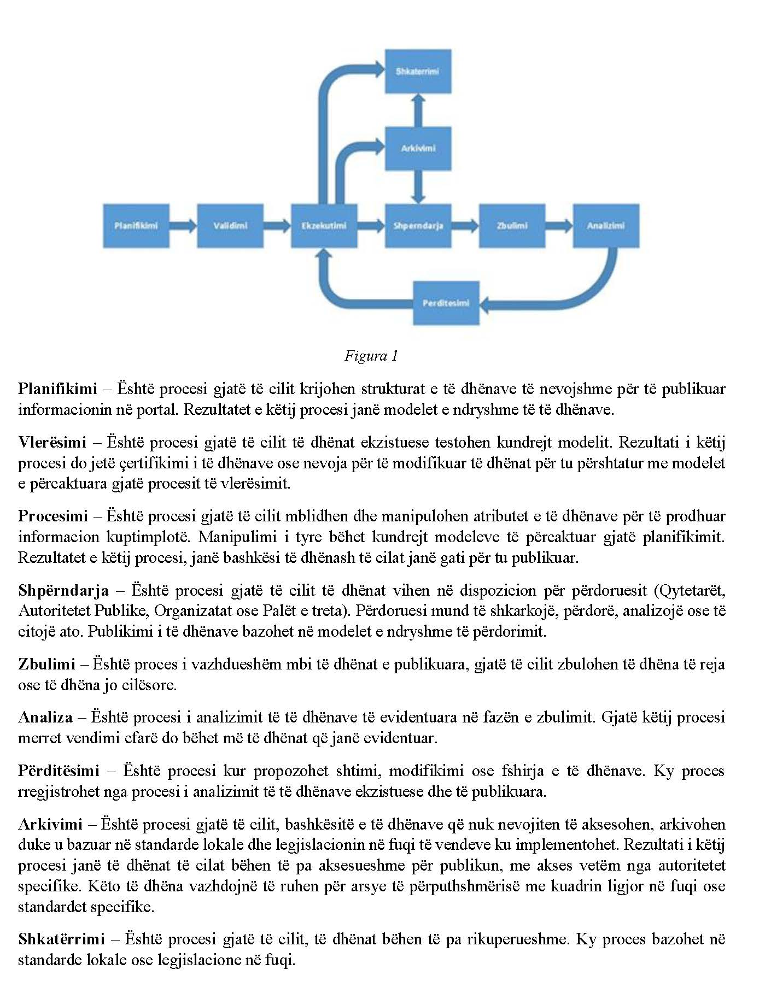 Shkaterrimi
Arkivimi
Planifikimi
Validimi
Ekzekutimi
Shperndarja
Zbulimi
Analizimi
Perditesimi
Figura 1
Planifikimi – Është procesi gjatë të cilit krijohen strukturat e të dhënave të nevojshme për të publikuar
informacionin në portal. Rezultatet e këtij procesi janë modelet e ndryshme të të dhënave.
Vlerësimi – Është procesi gjatë të cilit të dhënat ekzistuese testohen kundrejt modelit. Rezultati i këtij
procesi do jetë çertifikimi i të dhënave ose nevoja për të modifikuar të dhënat për tu përshtatur me modelet
e përcaktuara gjatë procesit të vlerësimit.
Procesimi – Është procesi gjatë të cilit mblidhen dhe manipulohen atributet e të dhënave për të prodhuar
informacion kuptimplotë. Manipulimi i tyre bëhet kundrejt modeleve të përcaktuar gjatë planifikimit.
Rezultatet e këtij procesi, janë bashkësi të dhënash të cilat janë gati për tu publikuar.
Shpërndarja – Është procesi gjatë të cilit të dhënat vihen në dispozicion për përdoruesit (Qytetarët,
Autoritetet Publike, Organizatat ose Palët e treta). Përdoruesi mund të shkarkojë, përdorë, analizojë ose të
citojë ato. Publikimi i të dhënave bazohet në modelet e ndryshme të përdorimit.
Zbulimi – Është proces i vazhdueshëm mbi të dhënat e publikuara, gjatë të cilit zbulohen të dhëna të reja
ose të dhëna jo cilësore.
Analiza – Është procesi i analizimit të të dhënave të evidentuara në fazën e zbulimit. Gjatë këtij procesi
merret vendimi cfarë do bëhet më të dhënat që janë evidentuar.
Përditësimi – Është procesi kur propozohet shtimi, modifikimi ose fshirja e të dhënave. Ky proces
rregjistrohet nga procesi i analizimit të të dhënave ekzistuese dhe të publikuara.
Arkivimi – Është procesi gjatë të cilit, bashkësitë e të dhënave që nuk nevojiten të aksesohen, arkivohen
duke u bazuar në standarde lokale dhe legjislacionin në fuqi të vendeve ku implementohet. Rezultati i këtij
procesi janë të dhënat të cilat bëhen të pa aksesueshme për publikun, me akses vetëm nga autoritetet
specifike. Këto të dhëna vazhdojnë të ruhen për arsye të përputhshmërisë me kuadrin ligjor në fuqi ose
standardet specifike.
Shkatërrimi – Është procesi gjatë të cilit, të dhënat bëhen të pa rikuperueshme. Ky proces bazohet në
standarde lokale ose legjislacione në fuqi.